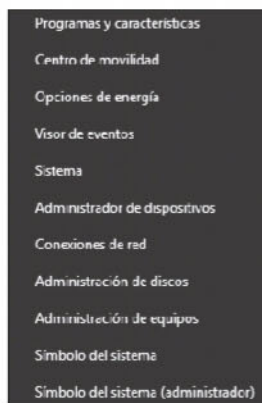 Programas y características
Centro de movilidad
Opciones de energía
Visor de eventos
Sistema
Administrador de dispositivos
Conexiones de red
Administración de discos
Administración de equipos
Símbolo del sistema
Símbolo del sistema (administrador)